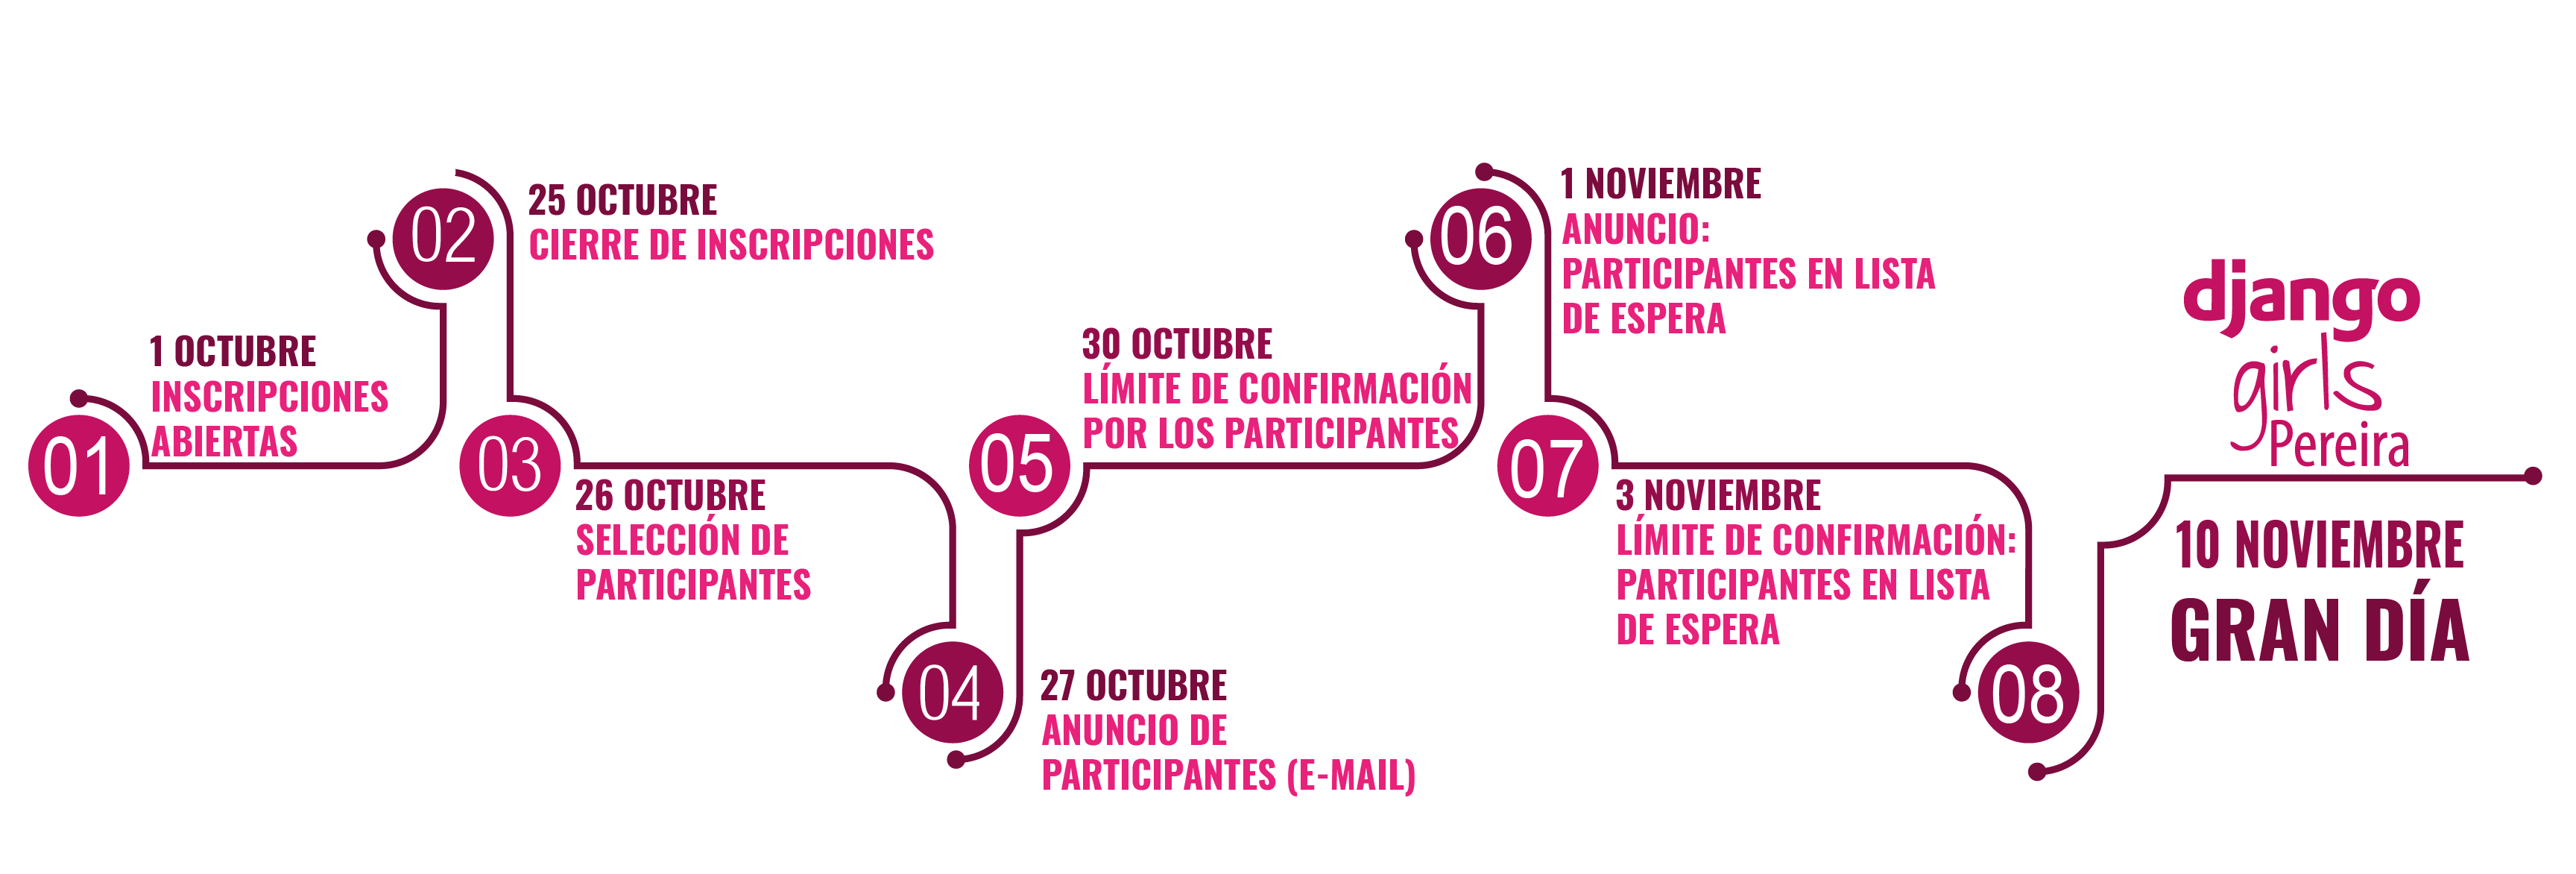 01
1 OCTUBRE
INSCRIPCIONES
ABIERTAS
02
25 OCTUBRE
CIERRE DE INSCRIPCIONES
03
26 OCTUBRE
SELECCIÓN DE
PARTICIPANTES
04
27 OCTUBRE
ANUNCIO DE
PARTICIPANTES (E-MAIL)
05
30 OCTUBRE
LÍMITE DE CONFIRMACIÓN
POR LOS PARTICIPANTES
06
1 NOVIEMBRE
ANUNCIO:
PARTICIPANTES EN LISTA
DE ESPERA
07
3 NOVIEMBRE
LÍMITE DE CONFIRMACIÓN:
PARTICIPANTES EN LISTA
DE ESPERA
08
django
girls
Pereira
10 NOVIEMBRE
GRAN DÍA